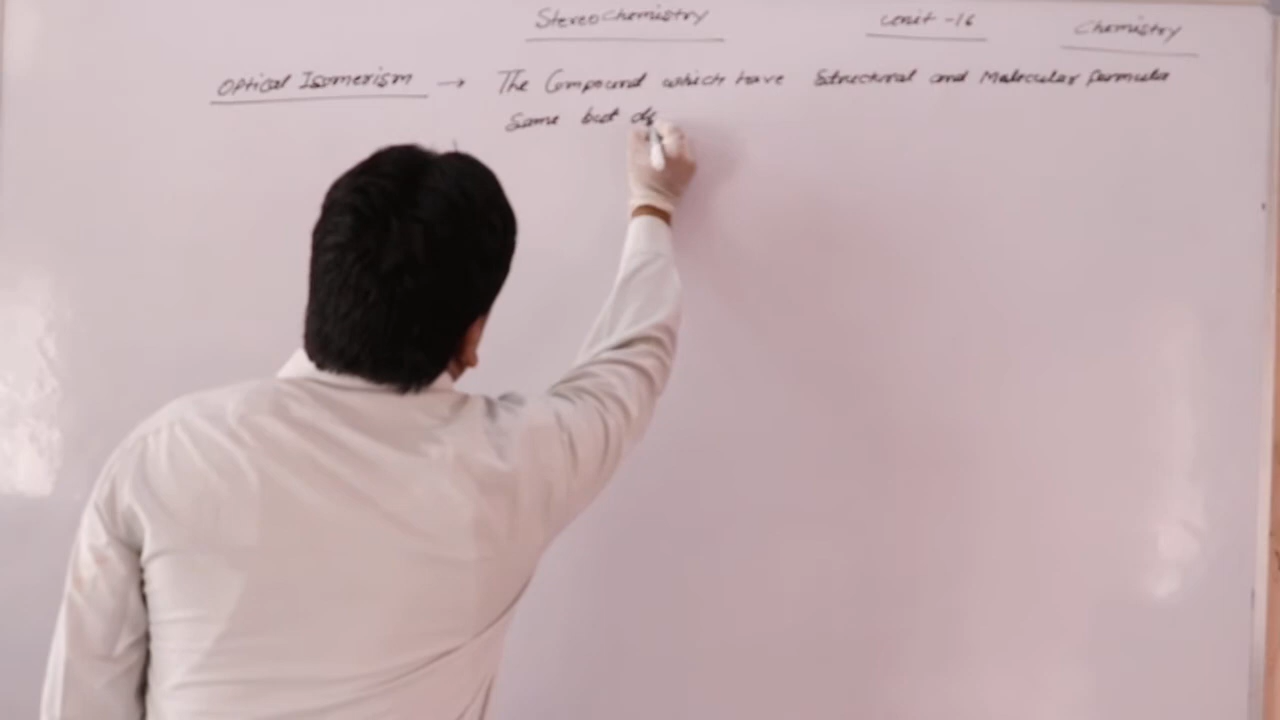 Stereochemistry Unit-16 Chemistry
Optical Isomerism → The Compound which have Structural and Molecular formula
Same but